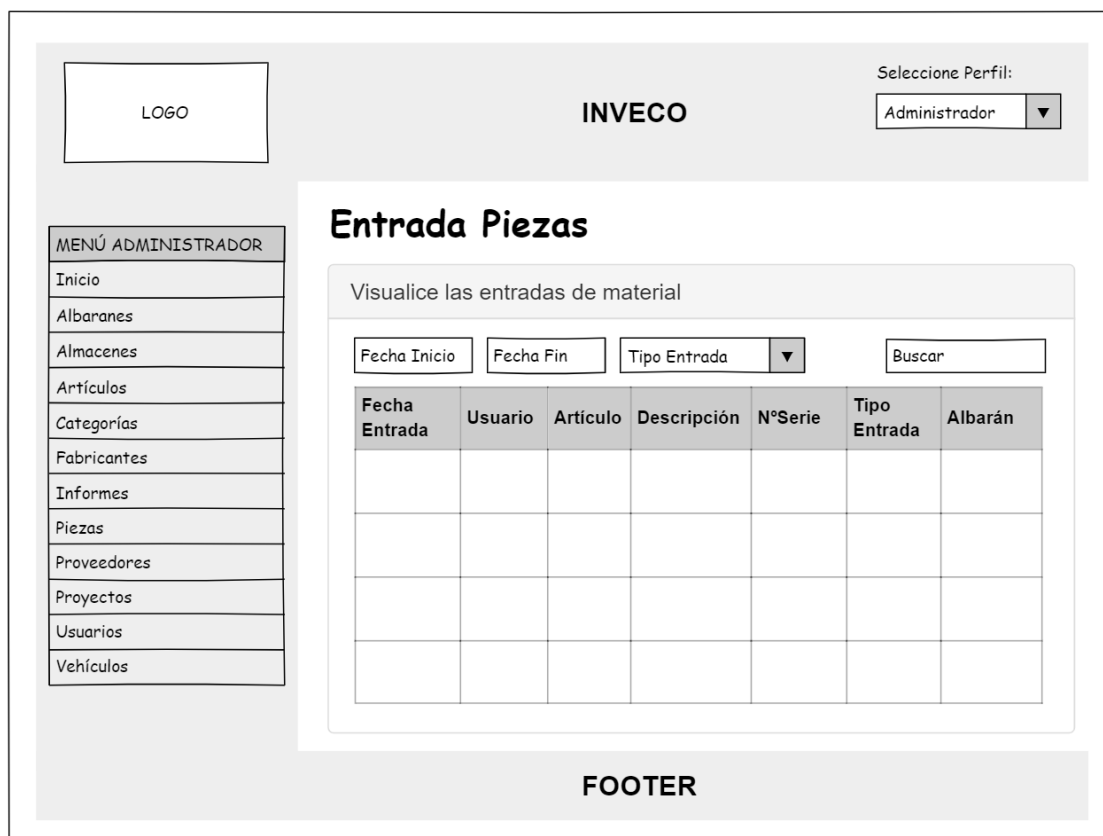 LOGO
INVECO
Seleccione Perfil:
Administrador
MENÚ ADMINISTRADOR
Inicio
Albaranes
Almacenes
Artículos
Categorías
Fabricantes
Informes
Piezas
Proveedores
Proyectos
Usuarios
Vehículos
Entrada Piezas
Visualice las entradas de material
Fecha Inicio
Fecha Fin
Tipo Entrada
Buscar
Fecha
Entrada
Usuario
Artículo
Descripción
NºSerie
Tipo
Entrada
Albarán
FOOTER